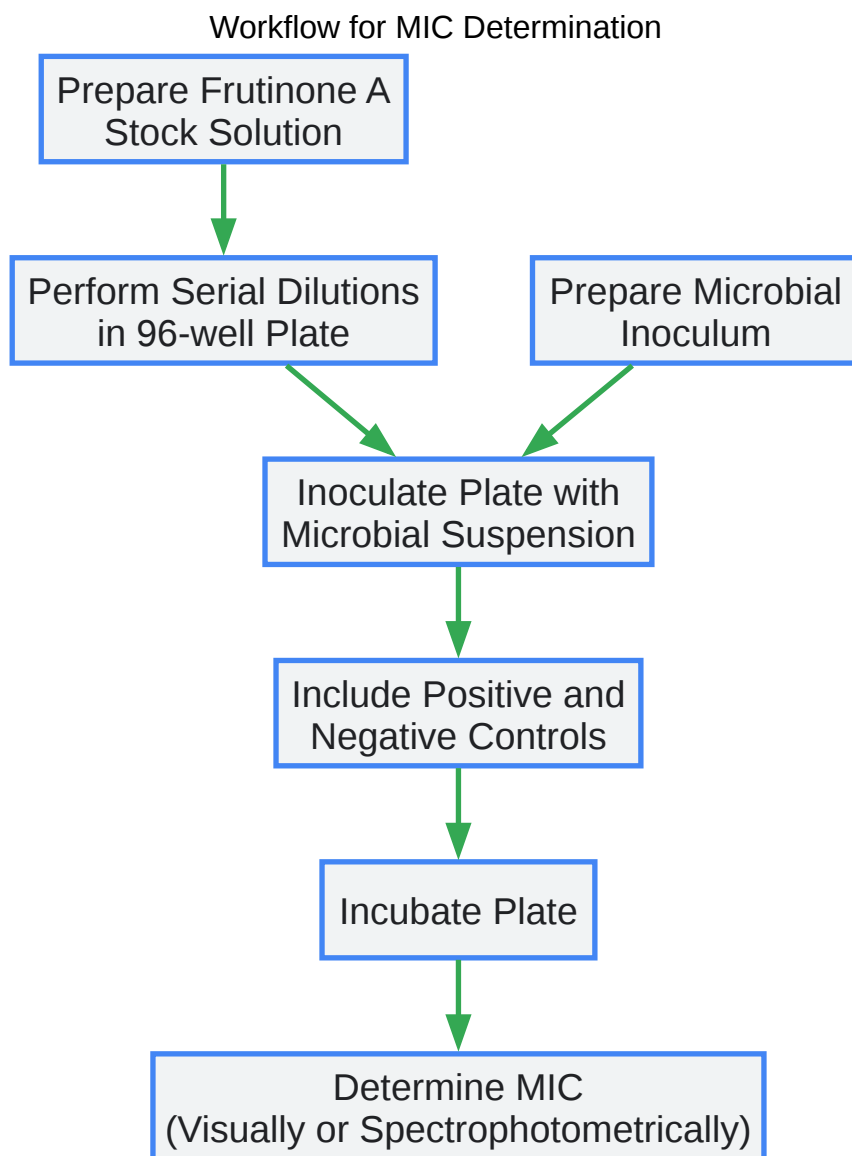 Workflow for MIC Determination
Prepare Frutinone A
Stock Solution
Perform Serial Dilutions
in 96-well Plate
Prepare Microbial
Inoculum
Inoculate Plate with
Microbial Suspension
Include Positive and
Negative Controls
Incubate Plate
Determine MIC
(Visually or Spectrophotometrically)